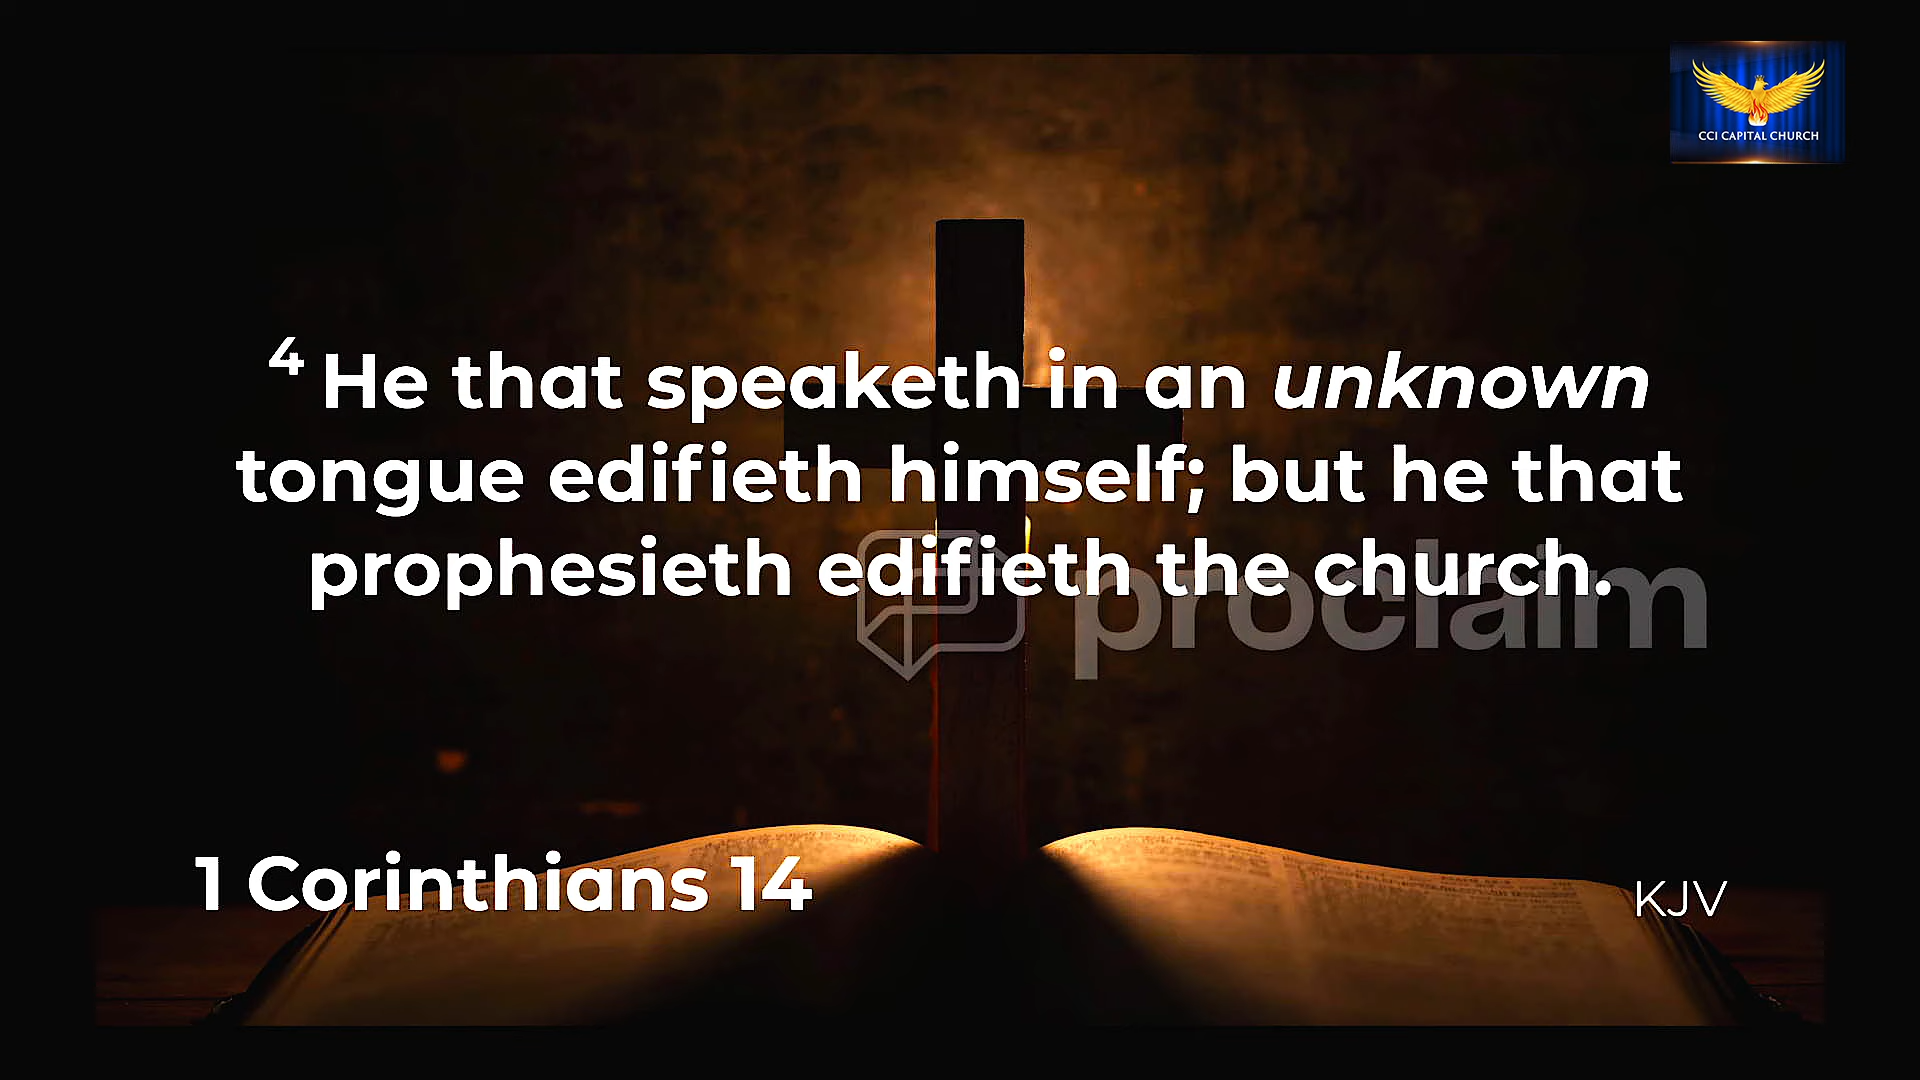 CCI CAPITAL CHURCH
4 He that speaketh in an unknown
tongue edifieth himself; but he that
prophesieth edifieth the church.
proclaim
1 Corinthians 14
KJV